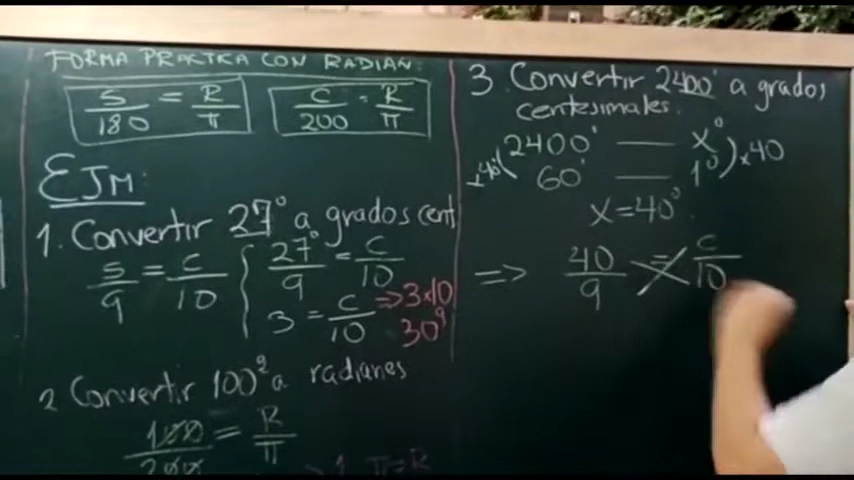 FORMA PRACTICA CON RADIAN:
S/180 = R/π
C/200 = R/π
EJM:
1. Convertir 27° a grados cent
S/9 = C/10
27°/9 = C/10
3 = C/10 => 3x10
30ᵍ
2 Convertir 100ᵍ a radianes
100/200 = R/π
3. Convertir 2400' a grados
centesimales.
x40 ( 2400' — x° ) x40
60' — 1°
x = 40°
=> 40/9 = C/10